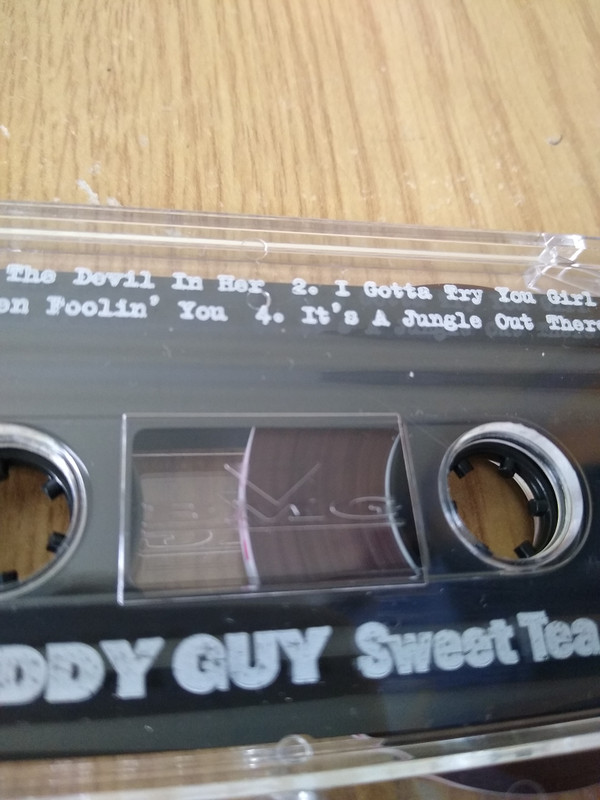 The Devil In Her 2. I Gotta Try You Girl
en Foolin' You 4. It's A Jungle Out There
DDY GUY Sweet Tea